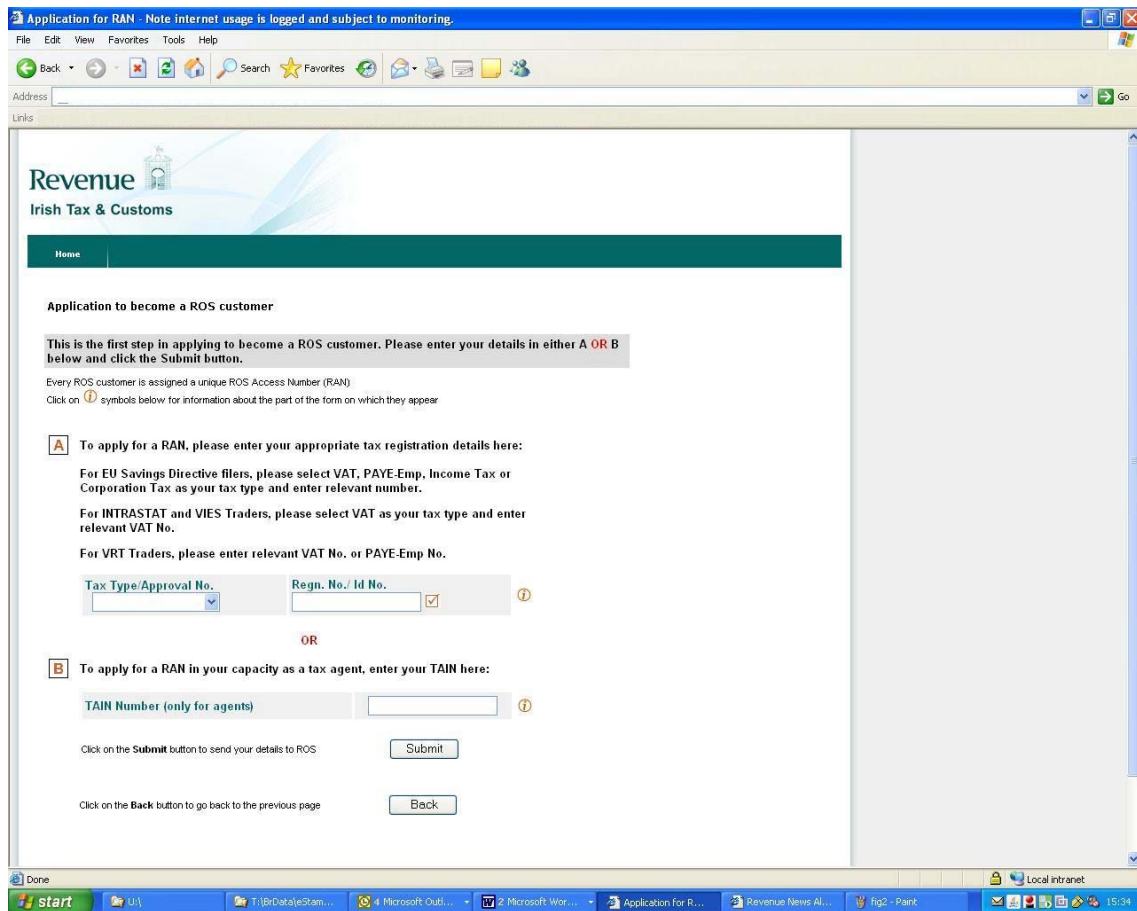 Application for RAN - Note internet usage is logged and subject to monitoring.
File Edit View Favorites Tools Help
Back Search Favorites
Address __ Go
Links
Revenue
Irish Tax & Customs
Home
Application to become a ROS customer
This is the first step in applying to become a ROS customer. Please enter your details in either A OR B
below and click the Submit button.
Every ROS customer is assigned a unique ROS Access Number (RAN)
Click on i symbols below for information about the part of the form on which they appear
A To apply for a RAN, please enter your appropriate tax registration details here:
For EU Savings Directive filers, please select VAT, PAYE-Emp, Income Tax or
Corporation Tax as your tax type and enter relevant number.
For INTRASTAT and VIES Traders, please select VAT as your tax type and enter
relevant VAT No.
For VRT Traders, please enter relevant VAT No. or PAYE-Emp No.
Tax Type/Approval No. Regn. No./ Id No.
i
OR
B To apply for a RAN in your capacity as a tax agent, enter your TAIN here:
TAIN Number (only for agents) i
Click on the Submit button to send your details to ROS Submit
Click on the Back button to go back to the previous page Back
Done Local intranet
start U:\ T:\BrData\eStam... 4 Microsoft Outl... 2 Microsoft Wor... Application for R... Revenue News Al... fig2 - Paint 15:34